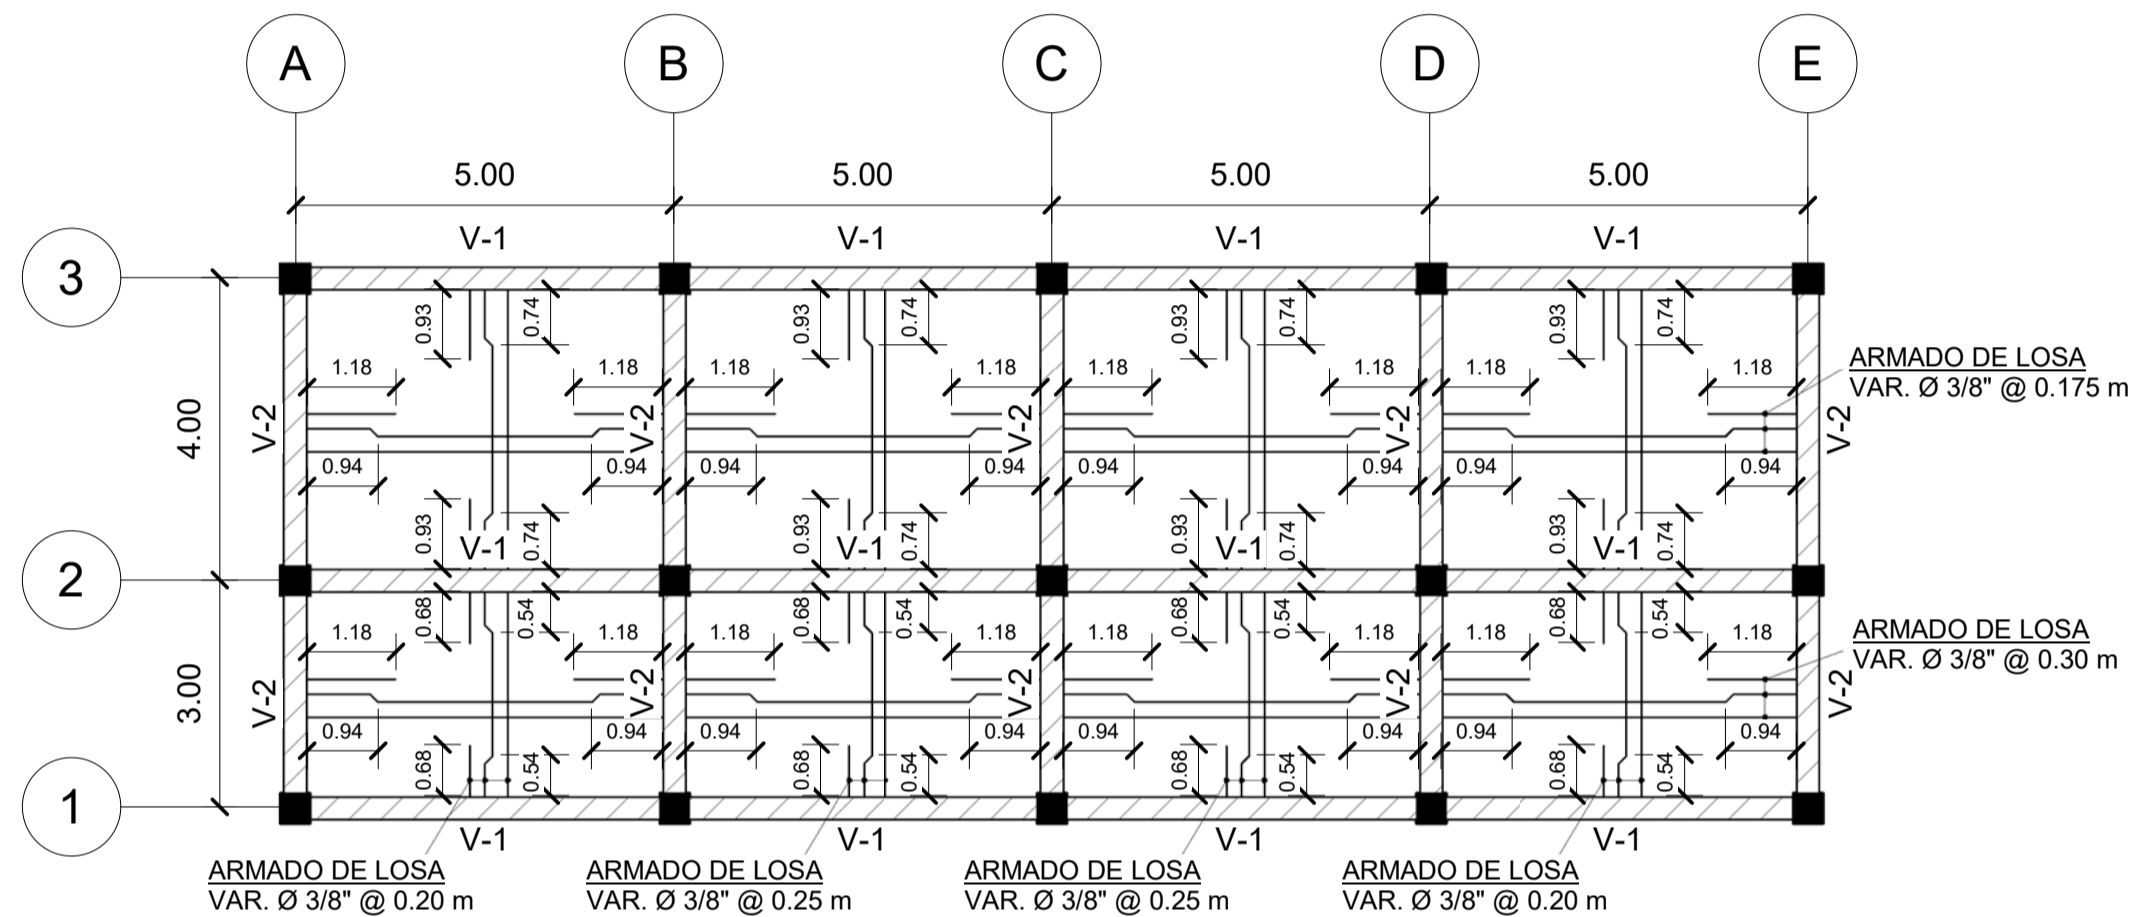 A B C D E
5.00 5.00 5.00 5.00
V-1 V-1 V-1 V-1
3
0.93 0.74 0.93 0.74 0.93 0.74 0.93 0.74
ARMADO DE LOSA
VAR. Ø 3/8" @ 0.175 m
1.18 1.18 1.18 1.18 1.18 1.18 1.18 1.18
4.00
V-2 V-2 V-2 V-2 V-2
0.94 0.94 0.94 0.94 0.94 0.94 0.94 0.94
0.93 V-1 0.74 0.93 V-1 0.74 0.93 V-1 0.74 0.93 V-1 0.74
2
0.68 0.54 0.68 0.54 0.68 0.54 0.68 0.54
1.18 1.18 1.18 1.18 1.18 1.18 1.18 1.18
ARMADO DE LOSA
VAR. Ø 3/8" @ 0.30 m
3.00
V-2 V-2 V-2 V-2 V-2
0.94 0.94 0.94 0.94 0.94 0.94 0.94 0.94
0.68 0.54 0.68 0.54 0.68 0.54 0.68 0.54
1
V-1 V-1 V-1 V-1
ARMADO DE LOSA
VAR. Ø 3/8" @ 0.20 m
ARMADO DE LOSA
VAR. Ø 3/8" @ 0.25 m
ARMADO DE LOSA
VAR. Ø 3/8" @ 0.25 m
ARMADO DE LOSA
VAR. Ø 3/8" @ 0.20 m